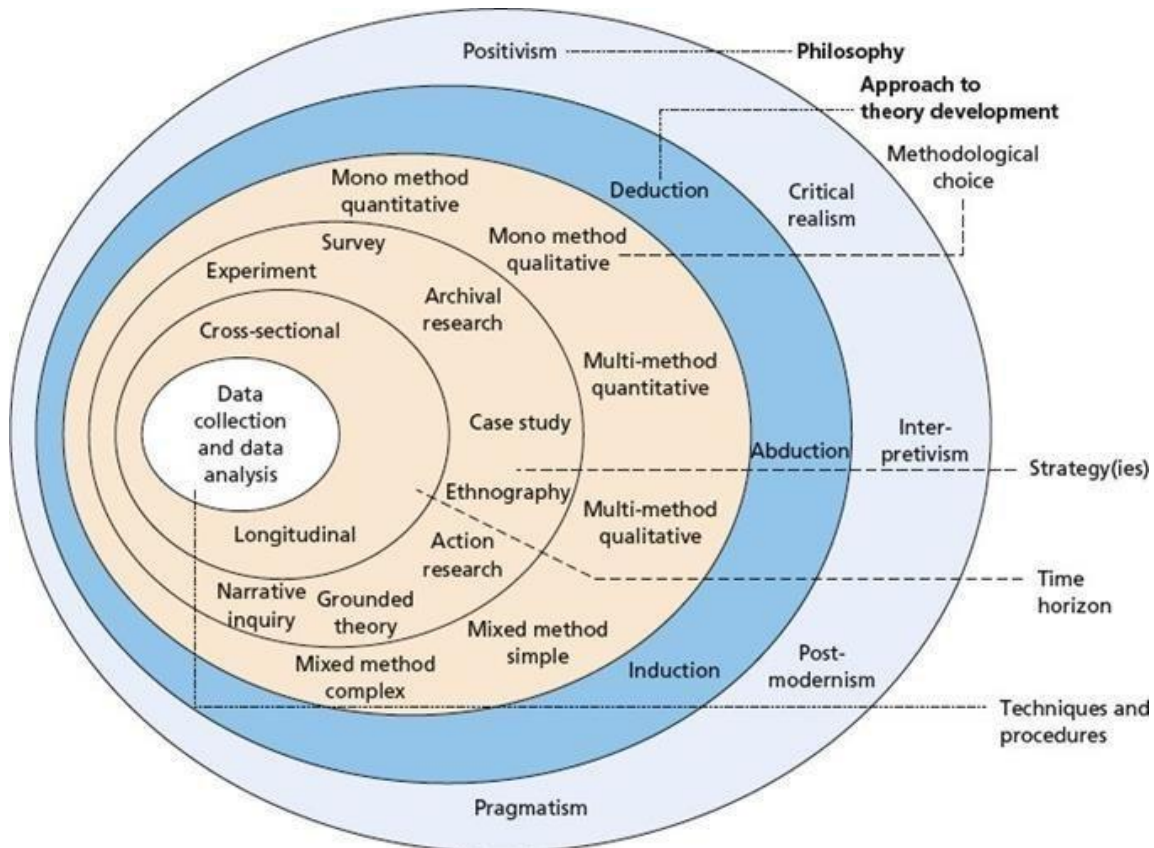 Positivism
Philosophy
Approach to
theory development
Methodological
choice
Mono method
quantitative
Deduction
Critical
realism
Survey
Mono method
qualitative
Experiment
Archival
research
Cross-sectional
Multi-method
quantitative
Data
collection
and data
analysis
Case study
Abduction
Inter-
pretivism
Strategy(ies)
Ethnography
Multi-method
qualitative
Longitudinal
Action
research
Time
horizon
Narrative
inquiry
Grounded
theory
Mixed method
simple
Mixed method
complex
Induction
Post-
modernism
Techniques and
procedures
Pragmatism